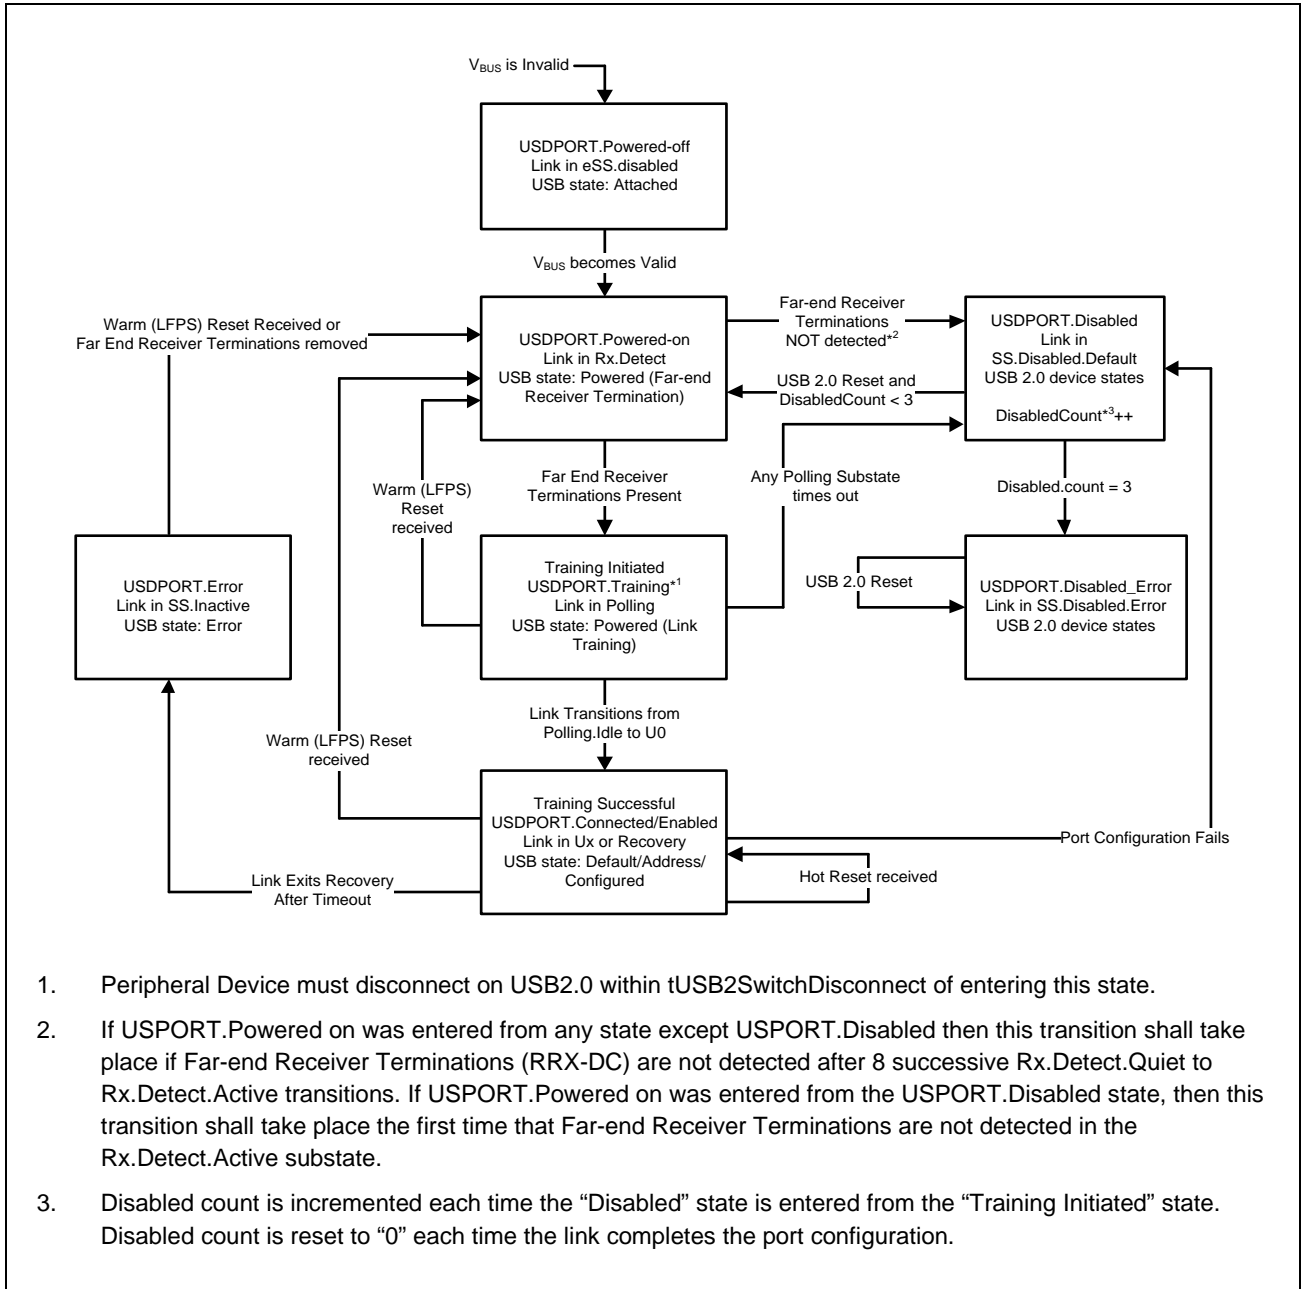 V_BUS is Invalid
USDPORT.Powered-off
Link in eSS.disabled
USB state: Attached
V_BUS becomes Valid
Warm (LFPS) Reset Received or
Far End Receiver Terminations removed
USDPORT.Powered-on
Link in Rx.Detect
USB state: Powered (Far-end
Receiver Termination)
Far-end Receiver
Terminations
NOT detected*2
USB 2.0 Reset and
DisabledCount < 3
USDPORT.Disabled
Link in
SS.Disabled.Default
USB 2.0 device states
DisabledCount*3++
Warm (LFPS)
Reset
received
Far End Receiver
Terminations Present
Any Polling Substate
times out
Disabled.count = 3
USDPORT.Error
Link in SS.Inactive
USB state: Error
Training Initiated
USDPORT.Training*1
Link in Polling
USB state: Powered (Link
Training)
USB 2.0 Reset
USDPORT.Disabled_Error
Link in SS.Disabled.Error
USB 2.0 device states
Link Transitions from
Polling.Idle to U0
Warm (LFPS) Reset
received
Training Successful
USDPORT.Connected/Enabled
Link in Ux or Recovery
USB state: Default/Address/
Configured
Port Configuration Fails
Hot Reset received
Link Exits Recovery
After Timeout
1. Peripheral Device must disconnect on USB2.0 within tUSB2SwitchDisconnect of entering this state.
2. If USPORT.Powered on was entered from any state except USPORT.Disabled then this transition shall take
place if Far-end Receiver Terminations (RRX-DC) are not detected after 8 successive Rx.Detect.Quiet to
Rx.Detect.Active transitions. If USPORT.Powered on was entered from the USPORT.Disabled state, then this
transition shall take place the first time that Far-end Receiver Terminations are not detected in the
Rx.Detect.Active substate.
3. Disabled count is incremented each time the “Disabled” state is entered from the “Training Initiated” state.
Disabled count is reset to “0” each time the link completes the port configuration.